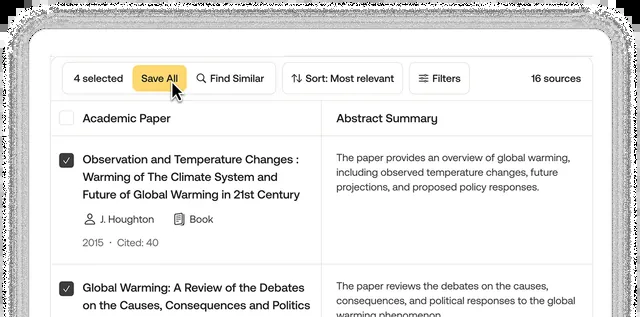 4 selected Save All Find Similar Sort: Most relevant Filters 16 sources
Academic Paper Abstract Summary
Observation and Temperature Changes :
Warming of The Climate System and
Future of Global Warming in 21st Century
J. Houghton Book
2015 · Cited: 40
The paper provides an overview of global warming,
including observed temperature changes, future
projections, and proposed policy responses.
Global Warming: A Review of the Debates
on the Causes, Consequences and Politics
The paper reviews the debates on the causes,
consequences, and political responses to the global
warming phenomenon